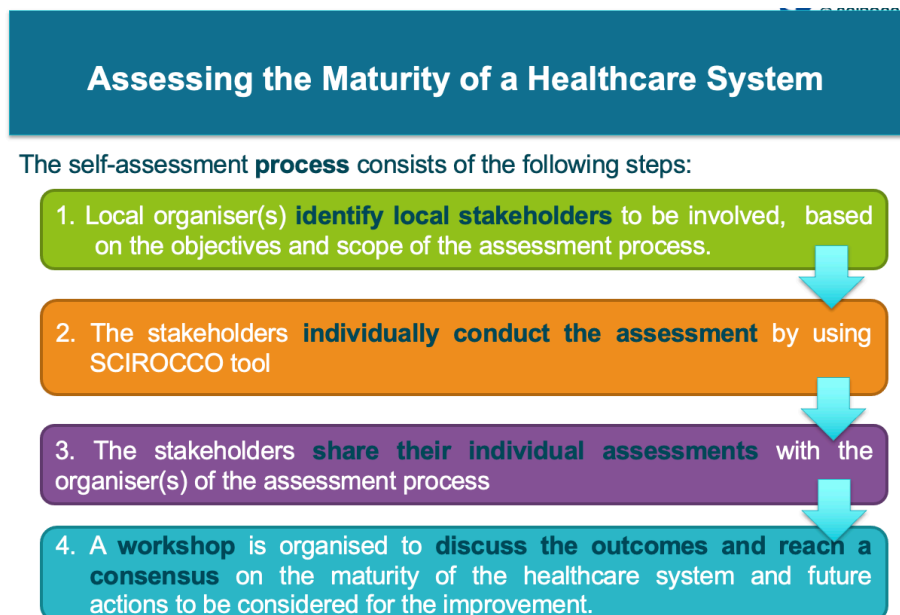 Assessing the Maturity of a Healthcare System
The self-assessment process consists of the following steps:
1. Local organiser(s) identify local stakeholders to be involved, based
on the objectives and scope of the assessment process.
2. The stakeholders individually conduct the assessment by using
SCIROCCO tool
3. The stakeholders share their individual assessments with the
organiser(s) of the assessment process
4. A workshop is organised to discuss the outcomes and reach a
consensus on the maturity of the healthcare system and future
actions to be considered for the improvement.